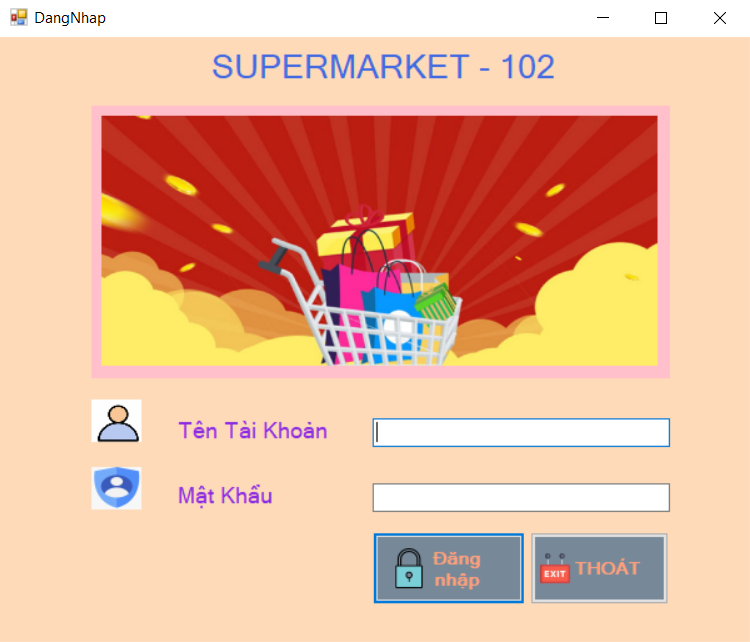 DangNhap
SUPERMARKET - 102
Tên Tài Khoản
Mật Khẩu
Đăng
nhập
EXIT THOÁT